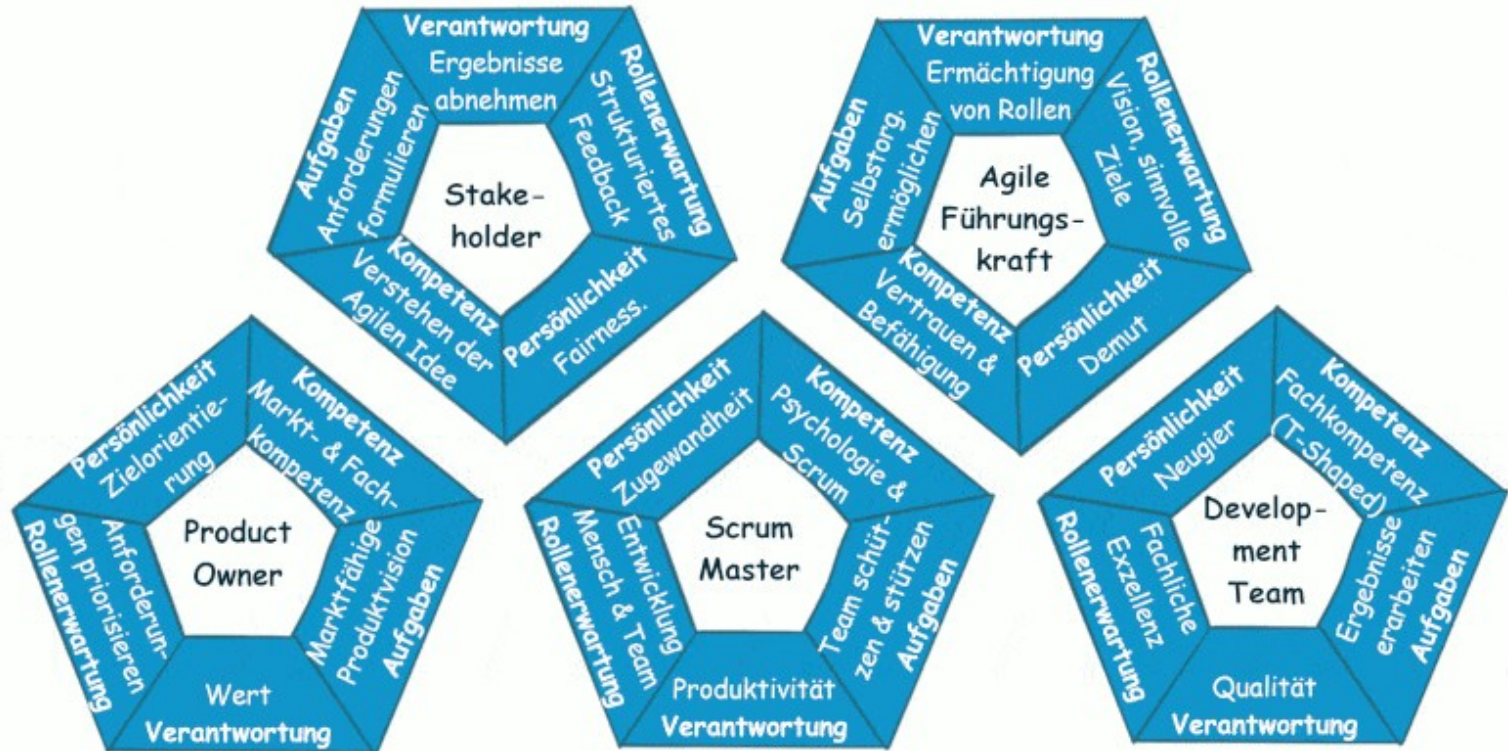 Verantwortung
Ergebnisse
abnehmen
Rollenerwartung
Strukturiertes
Feedback
Persönlichkeit
Fairness.
Kompetenz
Verstehen der
Agilen Idee
Aufgaben
Anforderungen
formulieren
Stake-
holder
Verantwortung
Ermächtigung
von Rollen
Rollenerwartung
Vision, sinnvolle
Ziele
Persönlichkeit
Demut
Kompetenz
Vertrauen &
Befähigung
Aufgaben
Selbstorg.
ermöglichen
Agile
Führungs-
kraft
Persönlichkeit
Zielorientie-
rung
Kompetenz
Markt- & Fach-
kompetenz
Marktfähige
Produktvision
Aufgaben
Wert
Verantwortung
Anforderun-
gen priorisieren
Rollenerwartung
Product
Owner
Persönlichkeit
Zugewandheit
Kompetenz
Psychologie &
Scrum
Team schüt-
zen & stützen
Aufgaben
Produktivität
Verantwortung
Entwicklung
Mensch & Team
Rollenerwartung
Scrum
Master
Persönlichkeit
Neugier
Kompetenz
Fachkompetenz
(T-Shaped)
Ergebnisse
erarbeiten
Aufgaben
Qualität
Verantwortung
Fachliche
Exzellenz
Rollenerwartung
Develop-
ment
Team